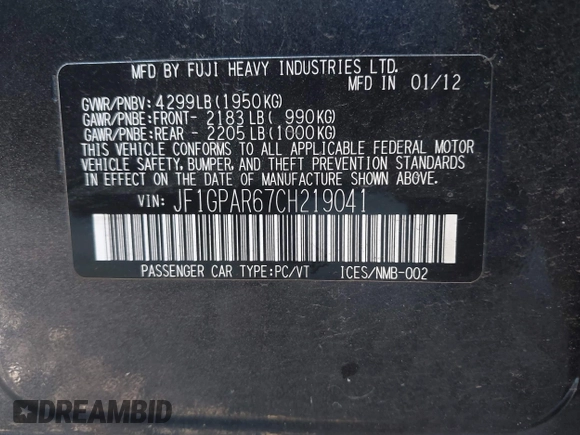 MFD BY FUJI HEAVY INDUSTRIES LTD.
MFD IN 01/12
GVWR/PNBV: 4299LB (1950KG)
GAWR/PNBE:FRONT- 2183 LB ( 990KG)
GAWR/PNBE:REAR - 2205 LB (1000KG)
THIS VEHICLE CONFORMS TO ALL APPLICABLE FEDERAL MOTOR
VEHICLE SAFETY, BUMPER, AND THEFT PREVENTION STANDARDS
IN EFFECT ON THE DATE OF MANUFACTURE SHOWN ABOVE.
VIN: JF1GPAR67CH219041
PASSENGER CAR TYPE:PC/VT ICES/NMB-002
DREAMBID